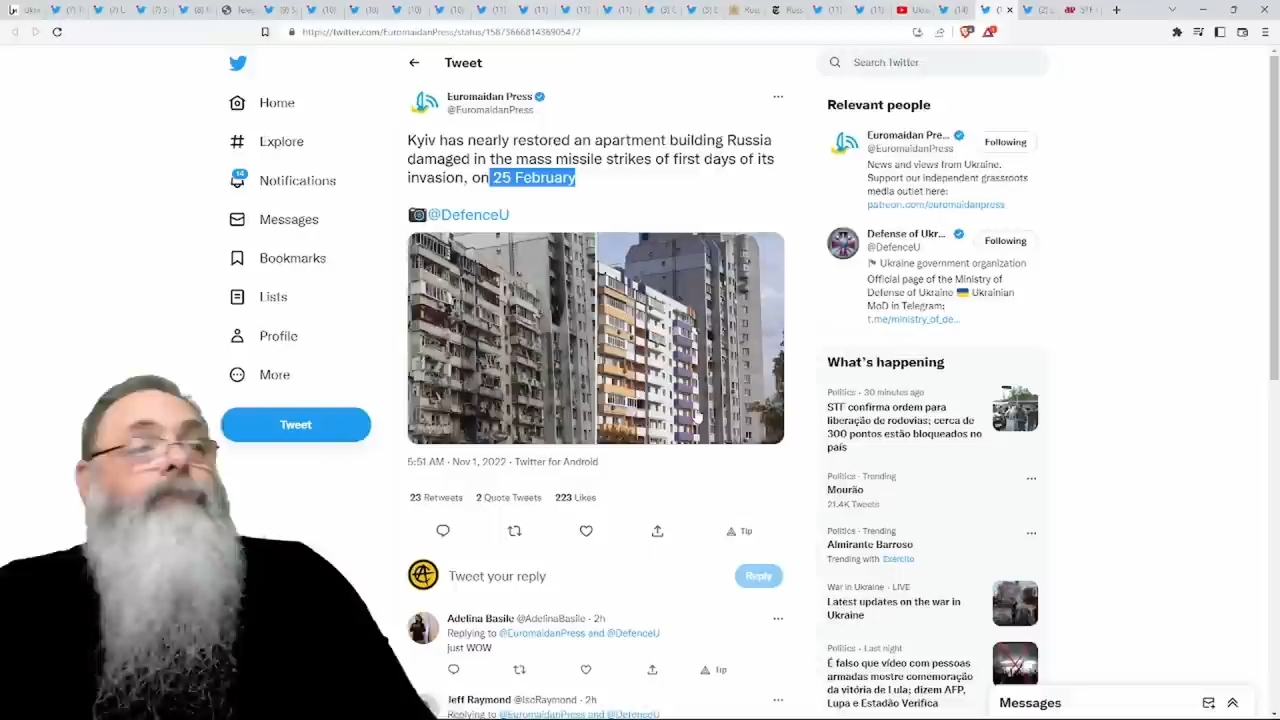 https://twitter.com/EuromaidanPress/status/1587366681436905472
Tweet
Search Twitter
Home
Explore
14
Notifications
Messages
Bookmarks
Lists
Profile
More
Tweet
Euromaidan Press
@EuromaidanPress
Kyiv has nearly restored an apartment building Russia
damaged in the mass missile strikes of first days of its
invasion, on 25 February
@DefenceU
5:51 AM · Nov 1, 2022 · Twitter for Android
23 Retweets 2 Quote Tweets 223 Likes
Tip
Tweet your reply
Reply
Adelina Basile @AdelinaBasile · 2h
Replying to @EuromaidanPress and @DefenceU
just WOW
Tip
Jeff Raymond @IscRaymond · 2h
Replying to @EuromaidanPress and @DefenceU
Relevant people
Euromaidan Pre...
@EuromaidanPress
Following
News and views from Ukraine.
Support our independent grassroots
media outlet here:
patreon.com/euromaidanpress
Defense of Ukr...
@DefenceU
Following
Ukraine government organization
Official page of the Ministry of
Defense of Ukraine Ukrainian
MoD in Telegram:
t.me/ministry_of_de...
What's happening
Politics · 30 minutes ago
STF confirma ordem para
liberação de rodovias; cerca de
300 pontos estão bloqueados no
país
Politics · Trending
Mourão
21.4K Tweets
Politics · Trending
Almirante Barroso
Trending with Exército
War in Ukraine · LIVE
Latest updates on the war in
Ukraine
Politics · Last night
É falso que vídeo com pessoas
armadas mostre comemoração
da vitória de Lula; dizem AFP,
Lupa e Estadão Verifica
Messages